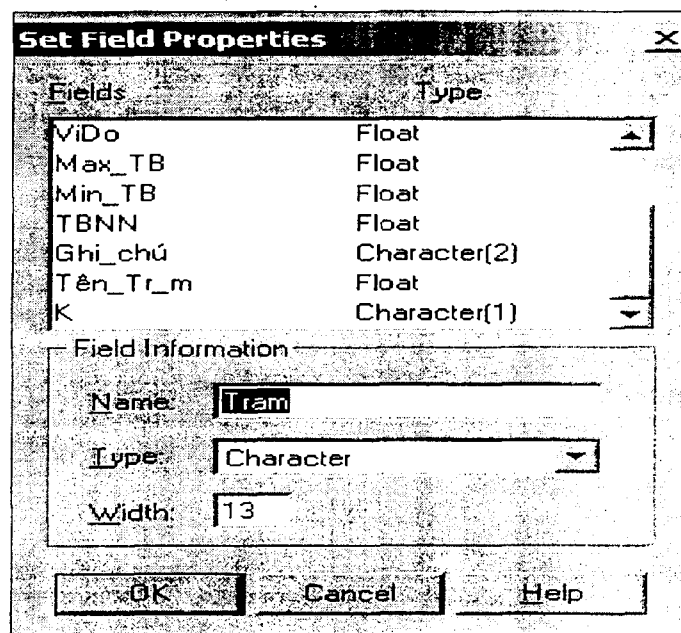 Set Field Properties
Fields Type
ViDo Float
Max_TB Float
Min_TB Float
TBNN Float
Ghi_chú Character(2)
Tên_Tr_m Float
K Character(1)
Field Information
Name: Tram
Type: Character
Width: 13
OK Cancel Help